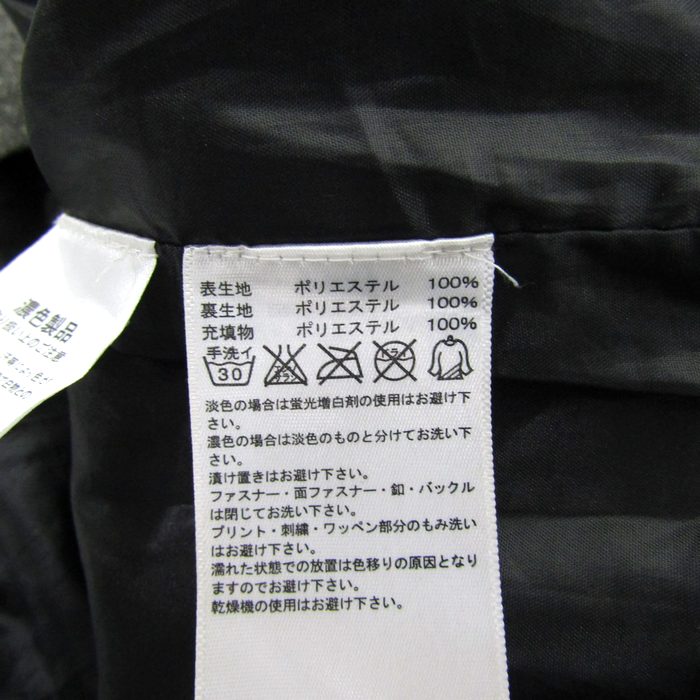 濃色製品
表生地 ポリエステル 100%
裏生地 ポリエステル 100%
充填物 ポリエステル 100%
手洗イ
30
エンソ
サラシ
ドライ
淡色の場合は蛍光増白剤の使用はお避け下
さい。
濃色の場合は淡色のものと分けてお洗い下
さい。
漬け置きはお避け下さい。
ファスナー・面ファスナー・釦・バックル
は閉じてお洗い下さい。
プリント・刺繍・ワッペン部分のもみ洗い
はお避け下さい。
濡れた状態での放置は色移りの原因となり
ますのでお避け下さい。
乾燥機の使用はお避け下さい。